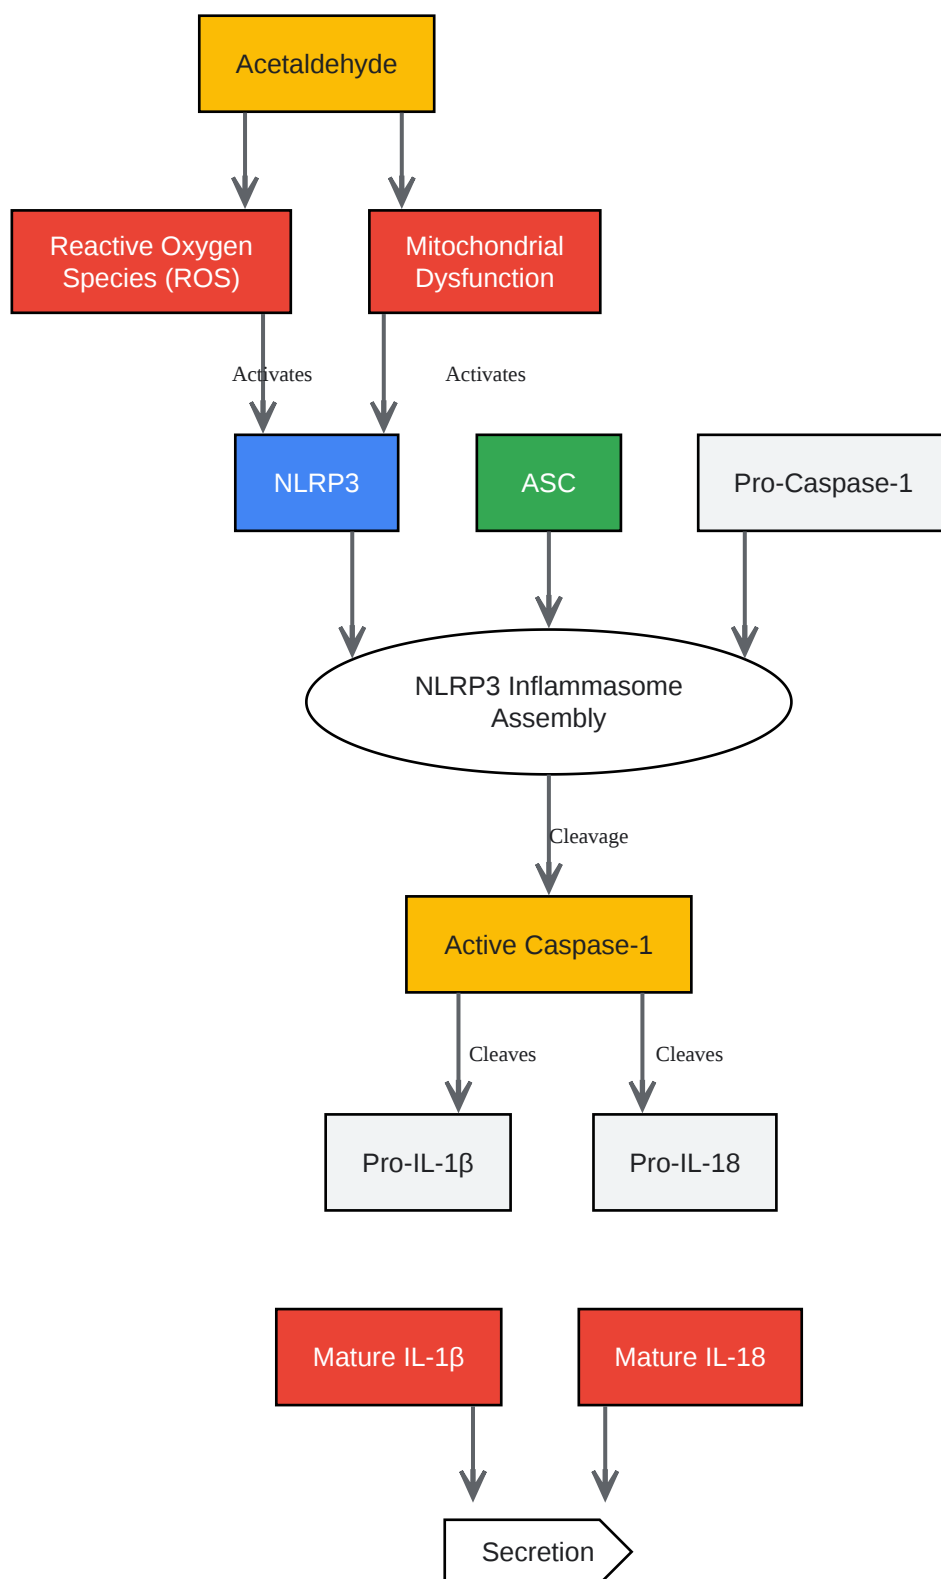 Acetaldehyde
Reactive Oxygen
Species (ROS)
Mitochondrial
Dysfunction
Activates
Activates
NLRP3
ASC
Pro-Caspase-1
NLRP3 Inflammasome
Assembly
Cleavage
Active Caspase-1
Cleaves
Cleaves
Pro-IL-1β
Pro-IL-18
Mature IL-1β
Mature IL-18
Secretion